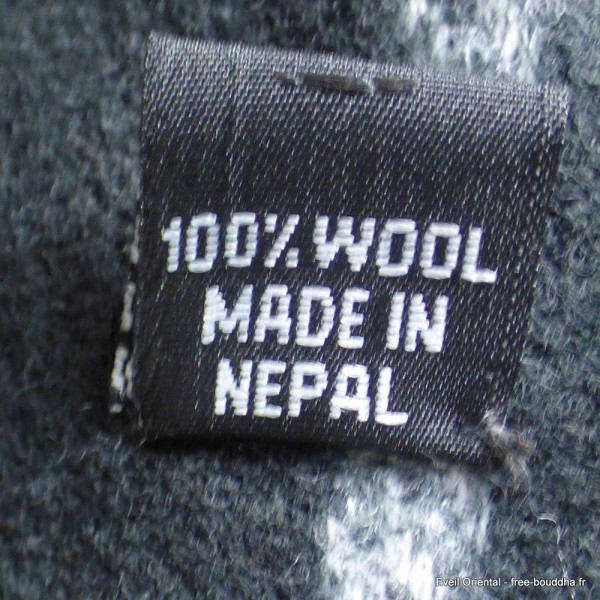 100% WOOL
MADE IN
NEPAL
Eveil Oriental - free-bouddha.fr